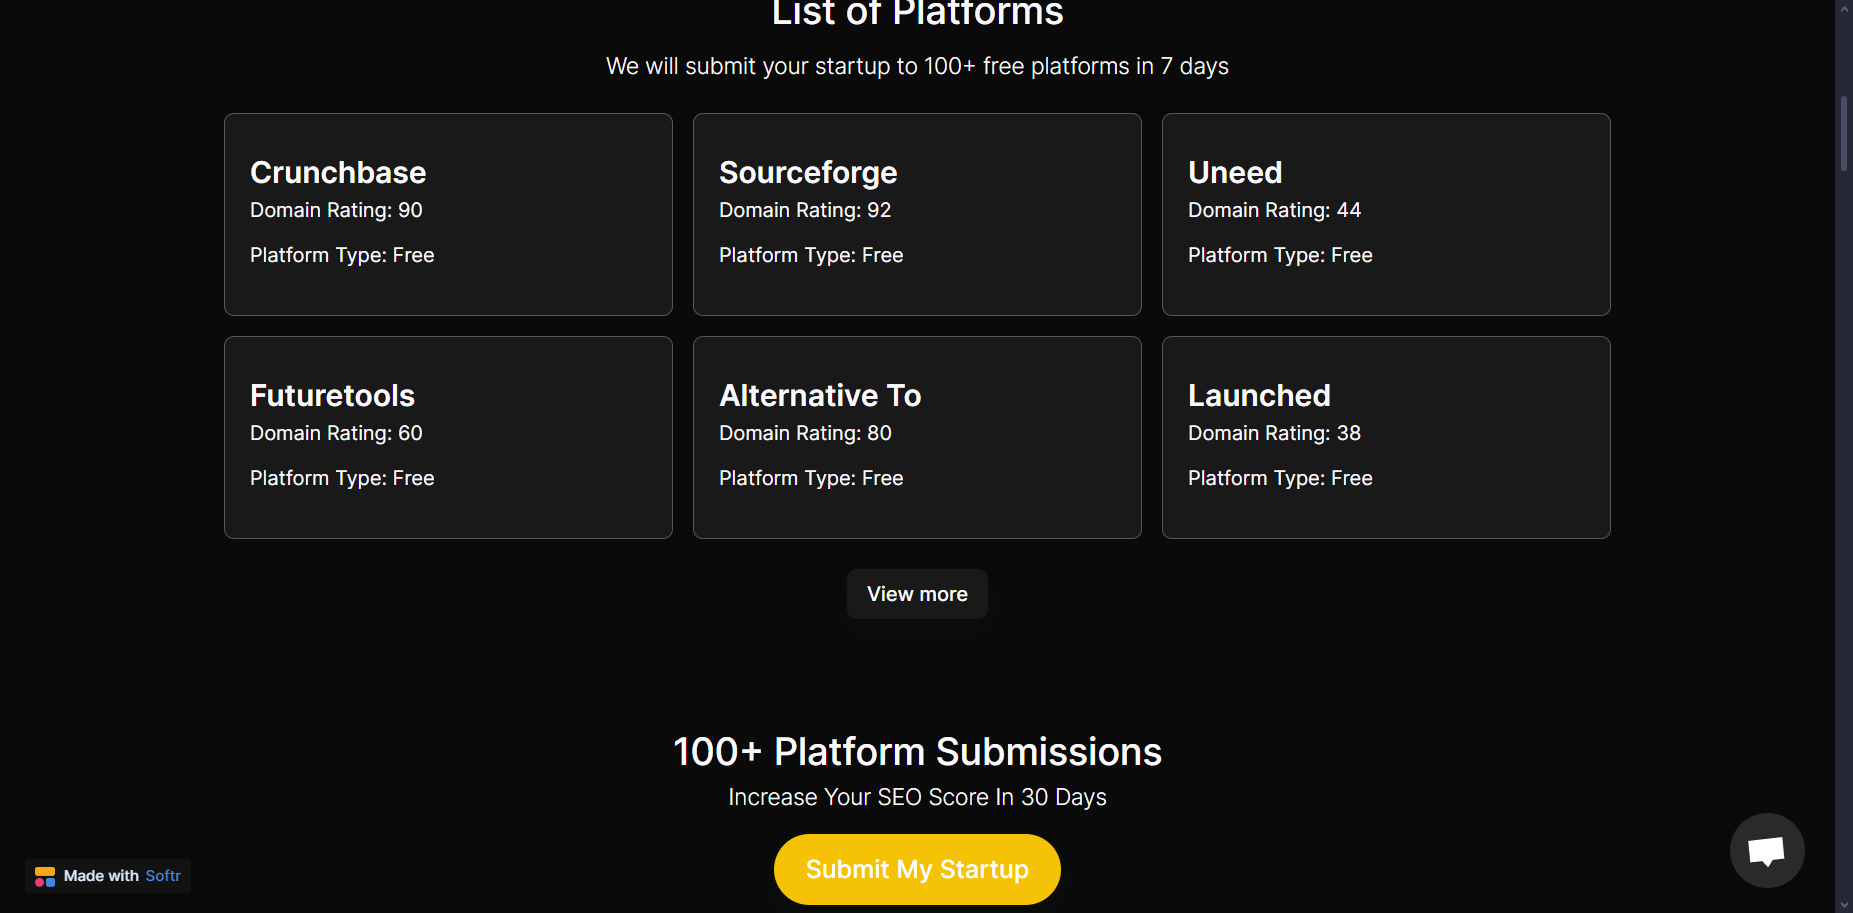 List of Platforms
We will submit your startup to 100+ free platforms in 7 days
Crunchbase
Domain Rating: 90
Platform Type: Free
Sourceforge
Domain Rating: 92
Platform Type: Free
Uneed
Domain Rating: 44
Platform Type: Free
Futuretools
Domain Rating: 60
Platform Type: Free
Alternative To
Domain Rating: 80
Platform Type: Free
Launched
Domain Rating: 38
Platform Type: Free
View more
100+ Platform Submissions
Increase Your SEO Score In 30 Days
Submit My Startup
Made with Softr